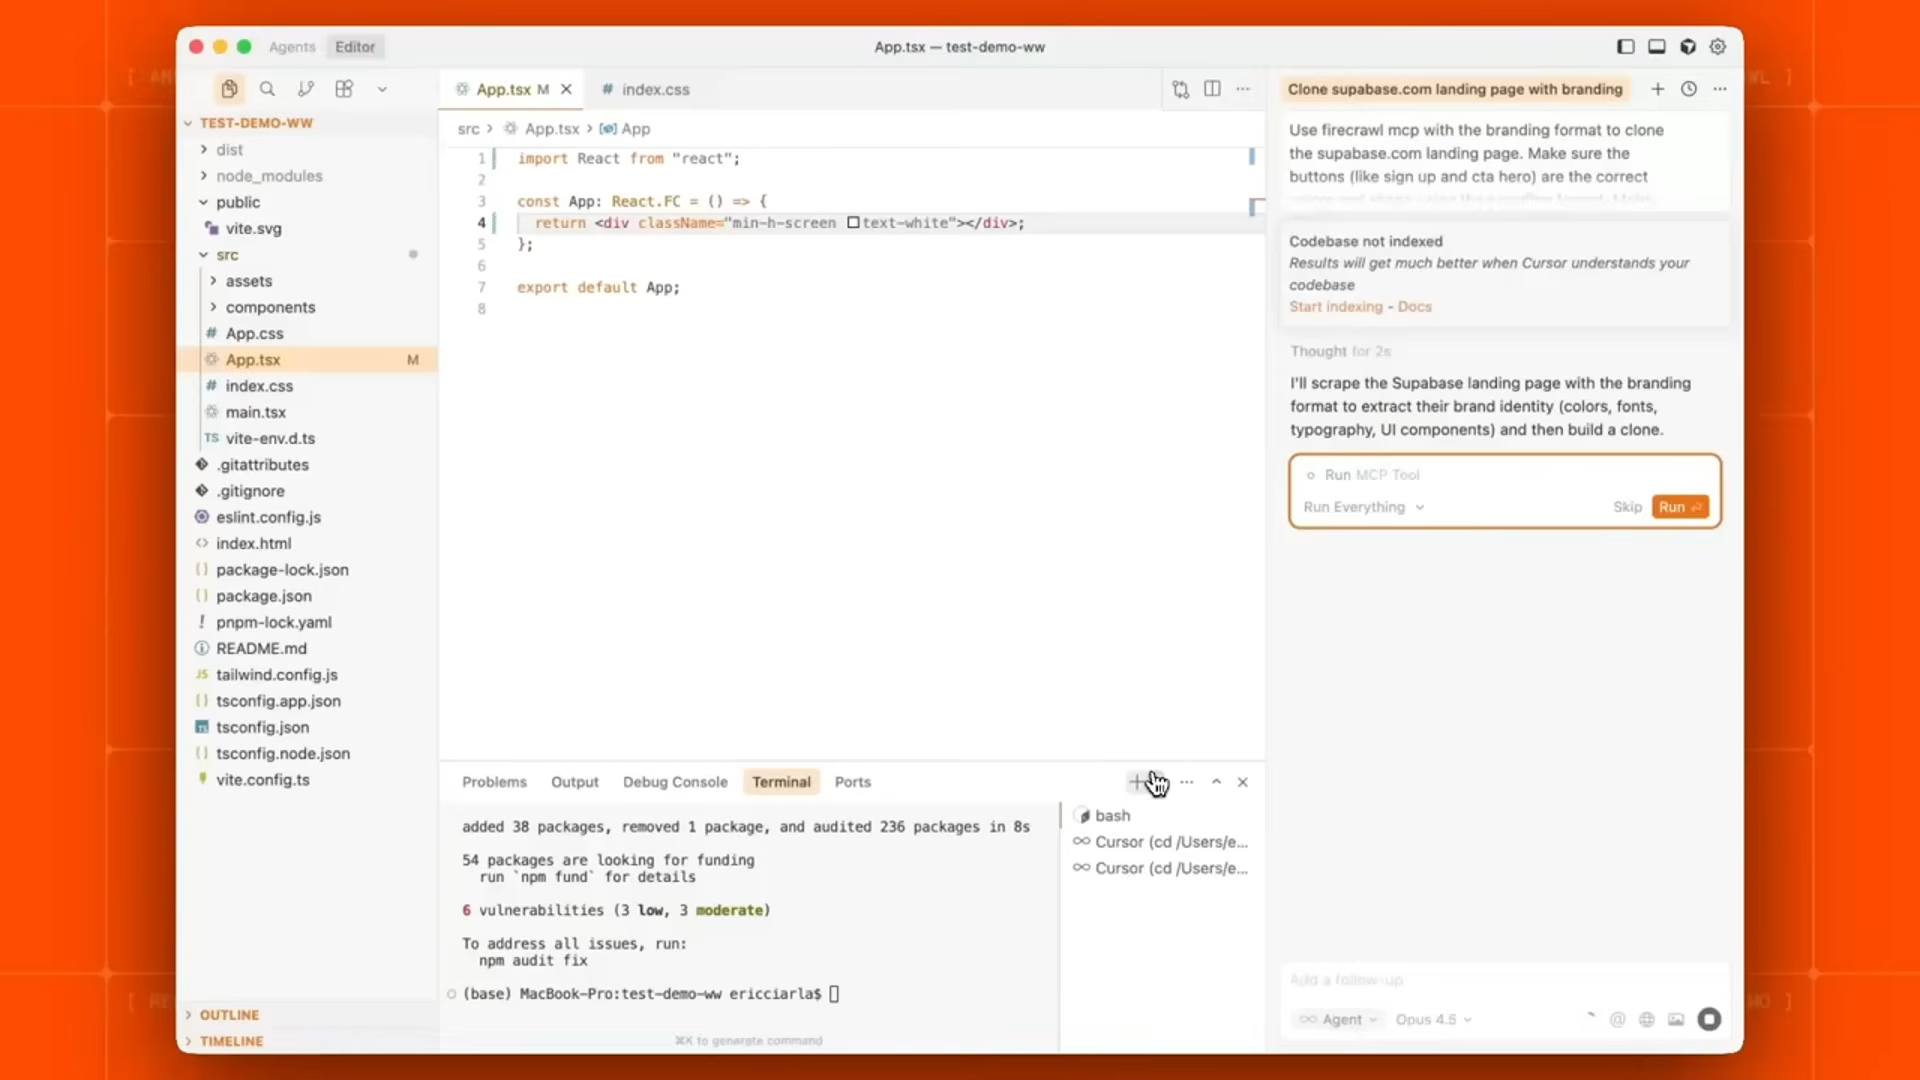 Agents
Editor
App.tsx — test-demo-ww
App.tsx M
# index.css
Clone supabase.com landing page with branding
TEST-DEMO-WW
dist
node_modules
public
vite.svg
src
assets
components
# App.css
App.tsx M
# index.css
main.tsx
TS vite-env.d.ts
.gitattributes
.gitignore
eslint.config.js
<> index.html
{} package-lock.json
{} package.json
! pnpm-lock.yaml
README.md
JS tailwind.config.js
{} tsconfig.app.json
TS tsconfig.json
{} tsconfig.node.json
vite.config.ts
OUTLINE
TIMELINE
src > App.tsx > App
1 import React from "react";
2
3 const App: React.FC = () => {
4 return <div className="min-h-screen text-white"></div>;
5 };
6
7 export default App;
8
Problems
Output
Debug Console
Terminal
Ports
added 38 packages, removed 1 package, and audited 236 packages in 8s
54 packages are looking for funding
run `npm fund` for details
6 vulnerabilities (3 low, 3 moderate)
To address all issues, run:
npm audit fix
(base) MacBook-Pro:test-demo-ww ericciarla$
⌘K to generate command
bash
Cursor (cd /Users/e...
Cursor (cd /Users/e...
Use firecrawl mcp with the branding format to clone
the supabase.com landing page. Make sure the
buttons (like sign up and cta hero) are the correct
Codebase not indexed
Results will get much better when Cursor understands your
codebase
Start indexing - Docs
Thought for 2s
I'll scrape the Supabase landing page with the branding
format to extract their brand identity (colors, fonts,
typography, UI components) and then build a clone.
Run MCP Tool
Run Everything
Skip
Run
Add a follow-up
Agent
Opus 4.5